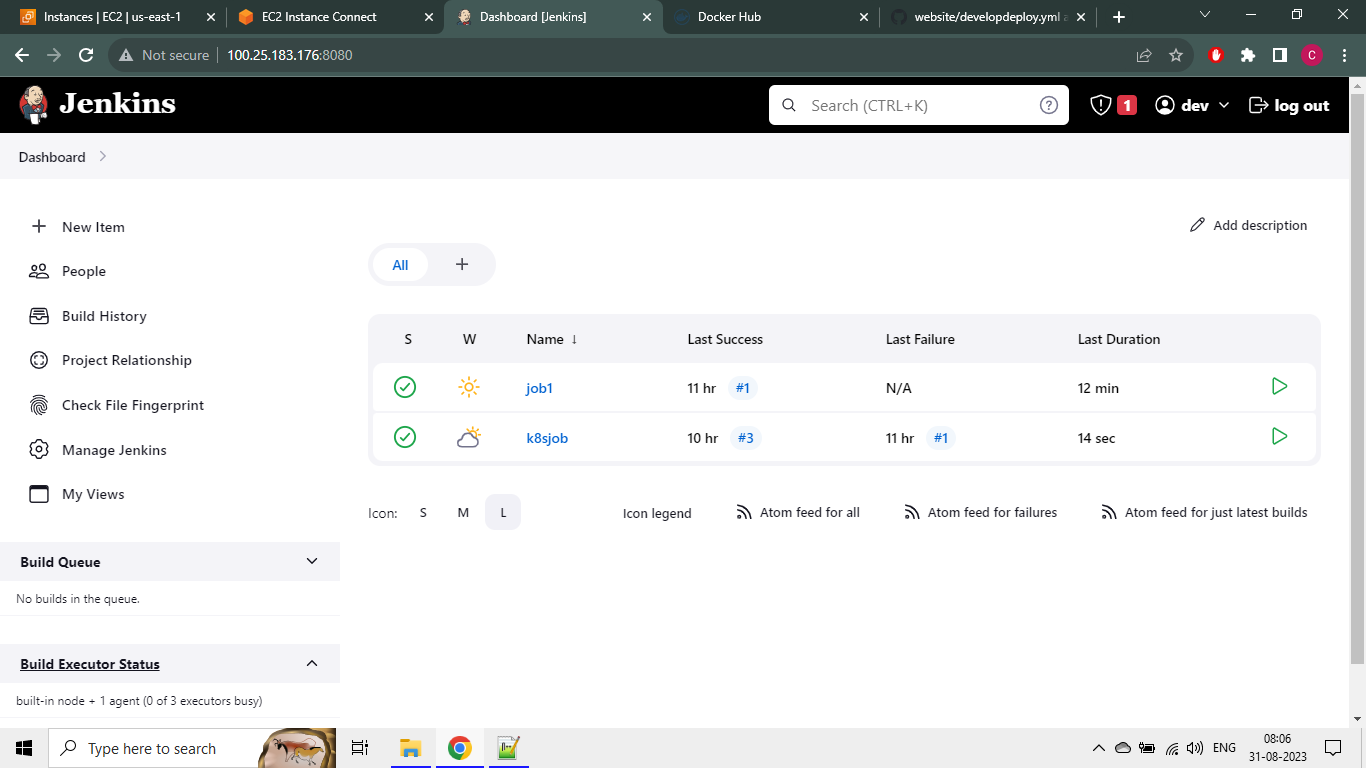 Instances | EC2 | us-east-1
EC2 Instance Connect
Dashboard [Jenkins]
Docker Hub
website/developdeploy.yml a
Not secure
100.25.183.176:8080
C
Jenkins
Search (CTRL+K)
?
1
dev
log out
Dashboard
New Item
People
Build History
Project Relationship
Check File Fingerprint
Manage Jenkins
My Views
Build Queue
No builds in the queue.
Build Executor Status
built-in node + 1 agent (0 of 3 executors busy)
Add description
All +
S W Name ↓ Last Success Last Failure Last Duration
job1 11 hr #1 N/A 12 min
k8sjob 10 hr #3 11 hr #1 14 sec
Icon: S M L Icon legend Atom feed for all Atom feed for failures Atom feed for just latest builds
Type here to search
ENG
08:06
31-08-2023